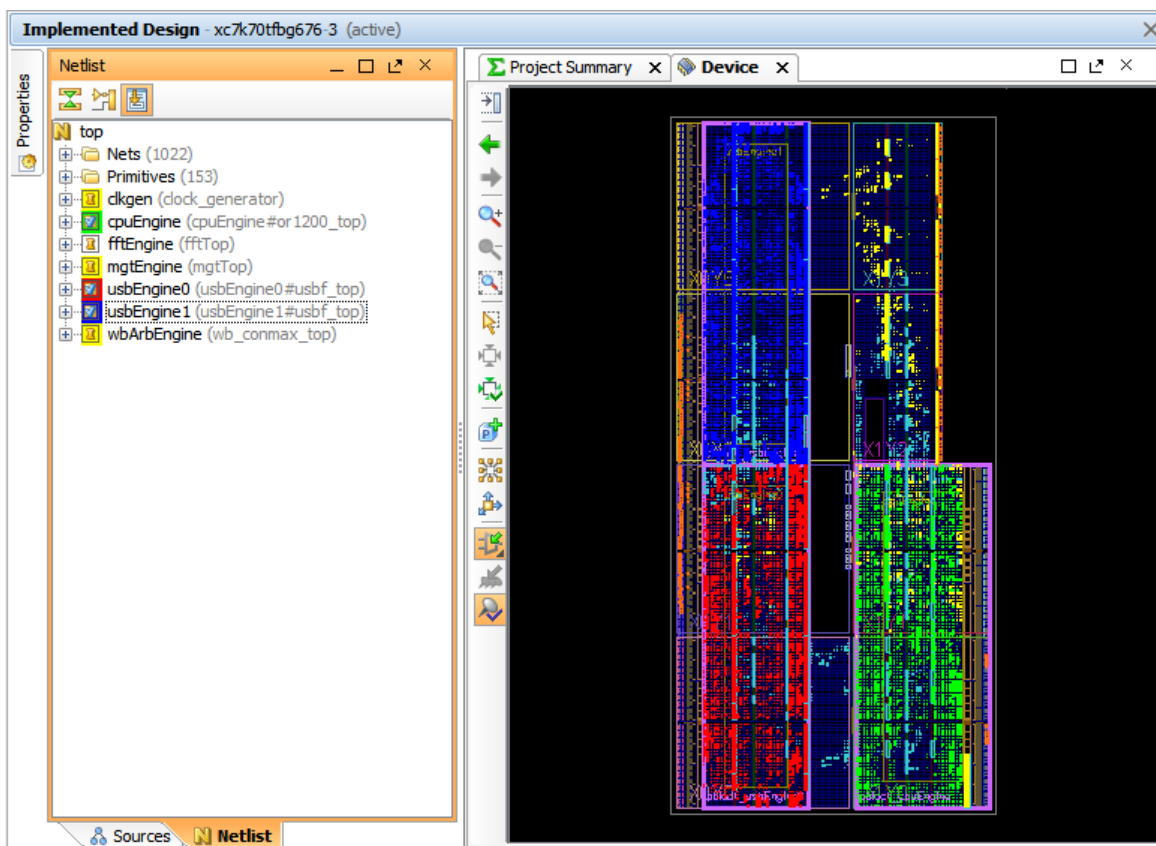 Implemented Design - xc7k70tfbg676-3 (active)
Properties
Netlist
top
Nets (1022)
Primitives (153)
clkgen (clock_generator)
cpuEngine (cpuEngine#or1200_top)
fftEngine (fftTop)
mgtEngine (mgtTop)
usbEngine0 (usbEngine0#usbf_top)
usbEngine1 (usbEngine1#usbf_top)
wbArbEngine (wb_conmax_top)
Sources
Netlist
Project Summary
Device